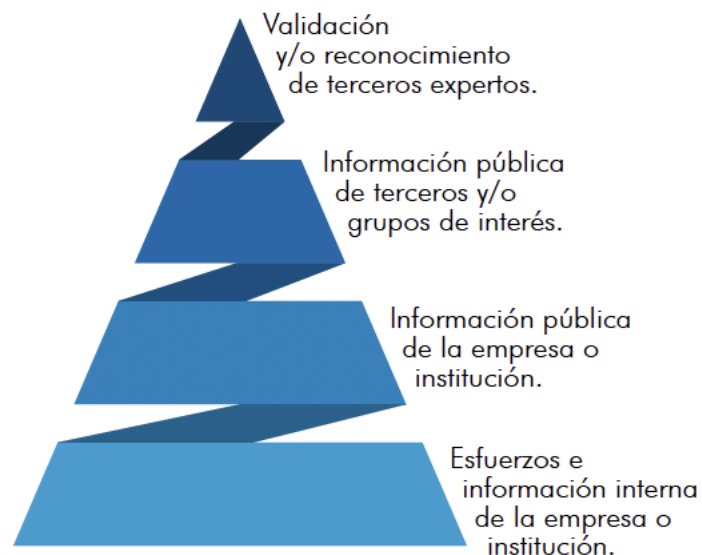 Validación
y/o reconocimiento
de terceros expertos.
Información pública
de terceros y/o
grupos de interés.
Información pública
de la empresa o
institución.
Esfuerzos e
información interna
de la empresa o
institución.